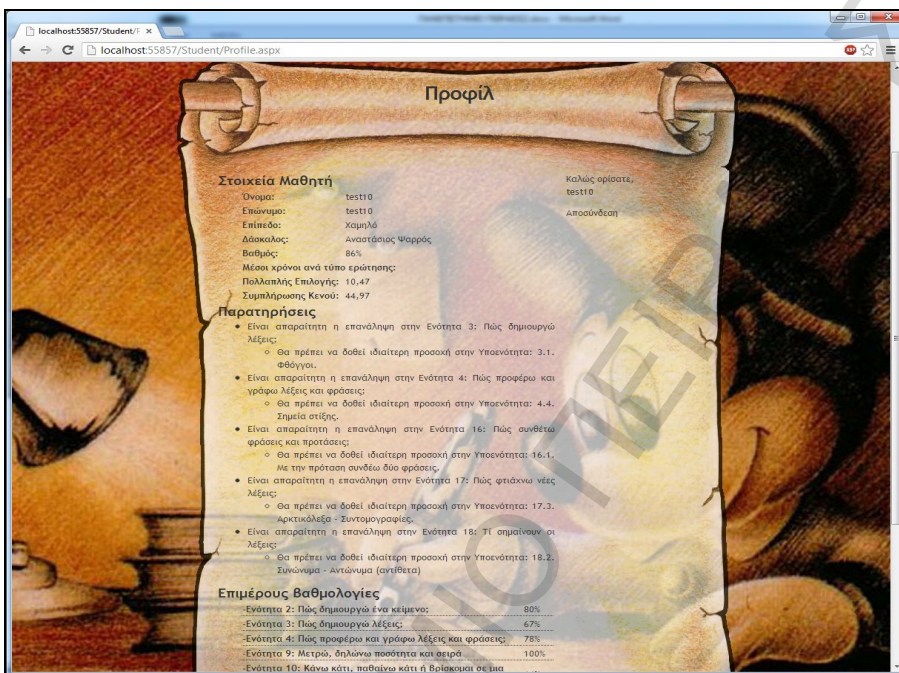 localhost:55857/Student/P
localhost:55857/Student/Profile.aspx
Προφίλ
Στοιχεία Μαθητή
Όνομα: test10
Επώνυμο: test10
Επίπεδο: Χαμηλό
Δάσκαλος: Αναστάσιος Ψαρρός
Βαθμός: 86%
Μέσοι χρόνοι ανά τύπο ερώτησης:
Πολλαπλής Επιλογής: 10,47
Συμπλήρωσης Κενού: 44,97
Καλώς ορίσατε,
test10
Αποσύνδεση
Παρατηρήσεις
Είναι απαραίτητη η επανάληψη στην Ενότητα 3: Πώς δημιουργώ
λέξεις;
Θα πρέπει να δοθεί ιδιαίτερη προσοχή στην Υποενότητα: 3.1.
Φθόγγοι.
Είναι απαραίτητη η επανάληψη στην Ενότητα 4: Πώς προφέρω και
γράφω λέξεις και φράσεις;
Θα πρέπει να δοθεί ιδιαίτερη προσοχή στην Υποενότητα: 4.4.
Σημεία στίξης.
Είναι απαραίτητη η επανάληψη στην Ενότητα 16: Πώς συνθέτω
φράσεις και προτάσεις;
Θα πρέπει να δοθεί ιδιαίτερη προσοχή στην Υποενότητα: 16.1.
Με την πρόταση συνδέω δύο φράσεις.
Είναι απαραίτητη η επανάληψη στην Ενότητα 17: Πώς φτιάχνω νέες
λέξεις;
Θα πρέπει να δοθεί ιδιαίτερη προσοχή στην Υποενότητα: 17.3.
Αρκτικόλεξα - Συντομογραφίες.
Είναι απαραίτητη η επανάληψη στην Ενότητα 18: Τί σημαίνουν οι
λέξεις;
Θα πρέπει να δοθεί ιδιαίτερη προσοχή στην Υποενότητα: 18.2.
Συνώνυμα - Αντώνυμα (αντίθετα)
Επιμέρους Βαθμολογίες
-Ενότητα 2: Πώς δημιουργώ ένα κείμενο; 80%
-Ενότητα 3: Πώς δημιουργώ λέξεις; 67%
-Ενότητα 4: Πώς προφέρω και γράφω λέξεις και φράσεις; 78%
-Ενότητα 9: Μετρώ, δηλώνω ποσότητα και σειρά 100%
-Ενότητα 10: Κάνω κάτι, παθαίνω κάτι ή βρίσκομαι σε μια